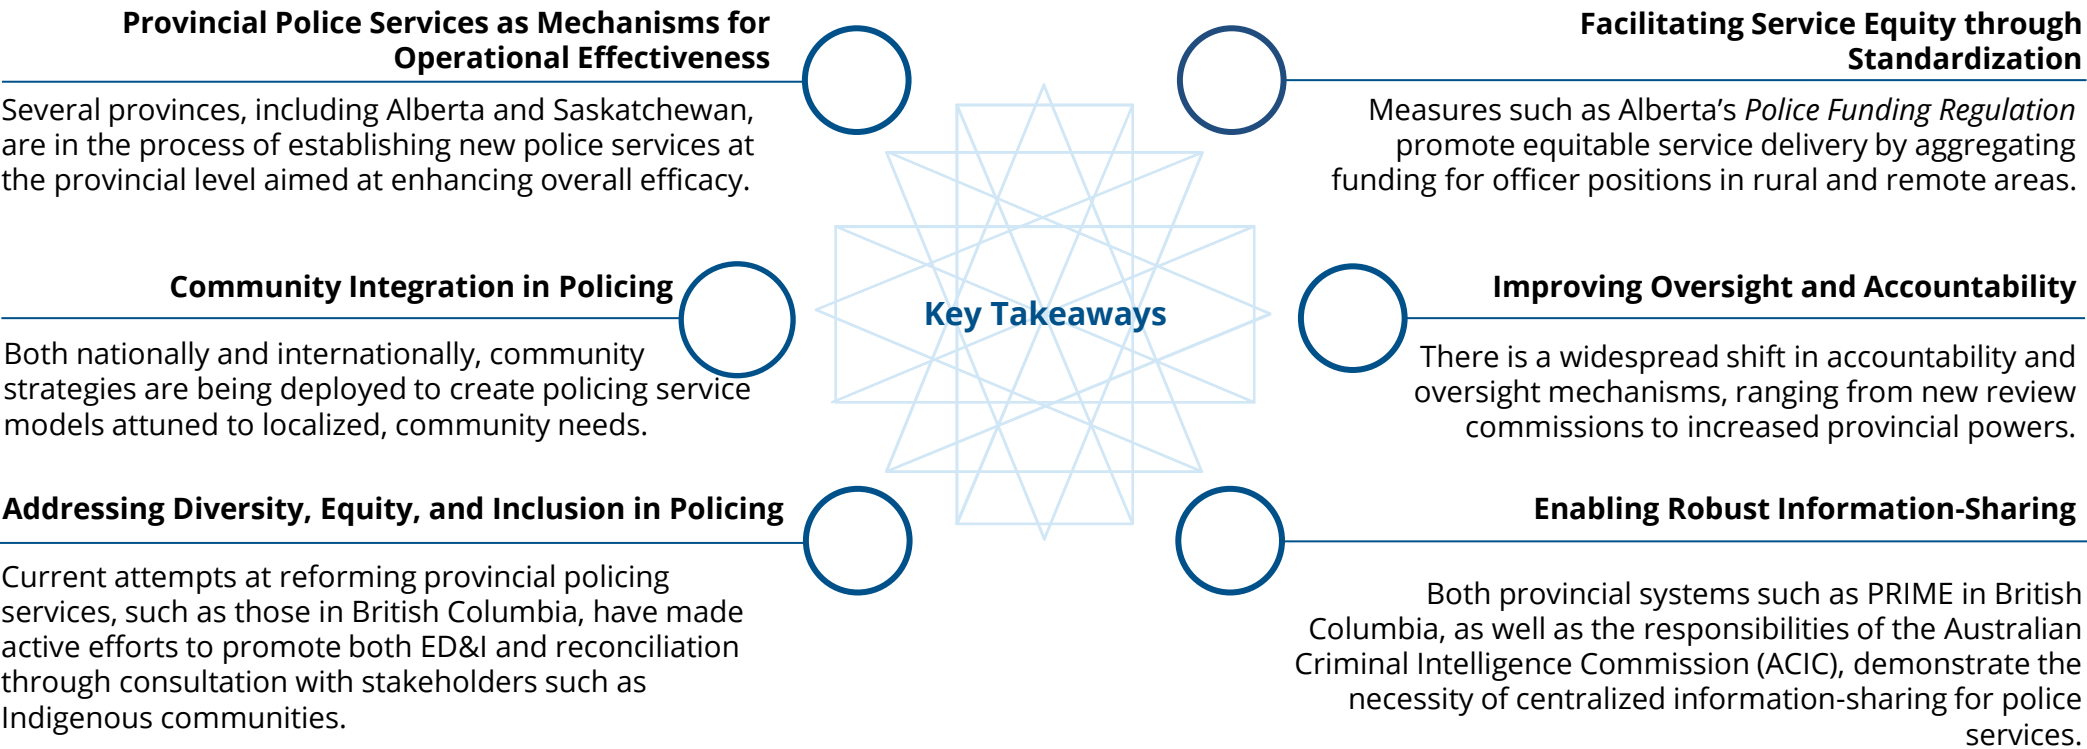 Provincial Police Services as Mechanisms for
Operational Effectiveness
Several provinces, including Alberta and Saskatchewan,
are in the process of establishing new police services at
the provincial level aimed at enhancing overall efficacy.
Community Integration in Policing
Both nationally and internationally, community
strategies are being deployed to create policing service
models attuned to localized, community needs.
Addressing Diversity, Equity, and Inclusion in Policing
Current attempts at reforming provincial policing
services, such as those in British Columbia, have made
active efforts to promote both ED&I and reconciliation
through consultation with stakeholders such as
Indigenous communities.
Key Takeaways
Facilitating Service Equity through
Standardization
Measures such as Alberta’s Police Funding Regulation
promote equitable service delivery by aggregating
funding for officer positions in rural and remote areas.
Improving Oversight and Accountability
There is a widespread shift in accountability and
oversight mechanisms, ranging from new review
commissions to increased provincial powers.
Enabling Robust Information-Sharing
Both provincial systems such as PRIME in British
Columbia, as well as the responsibilities of the Australian
Criminal Intelligence Commission (ACIC), demonstrate the
necessity of centralized information-sharing for police
services.